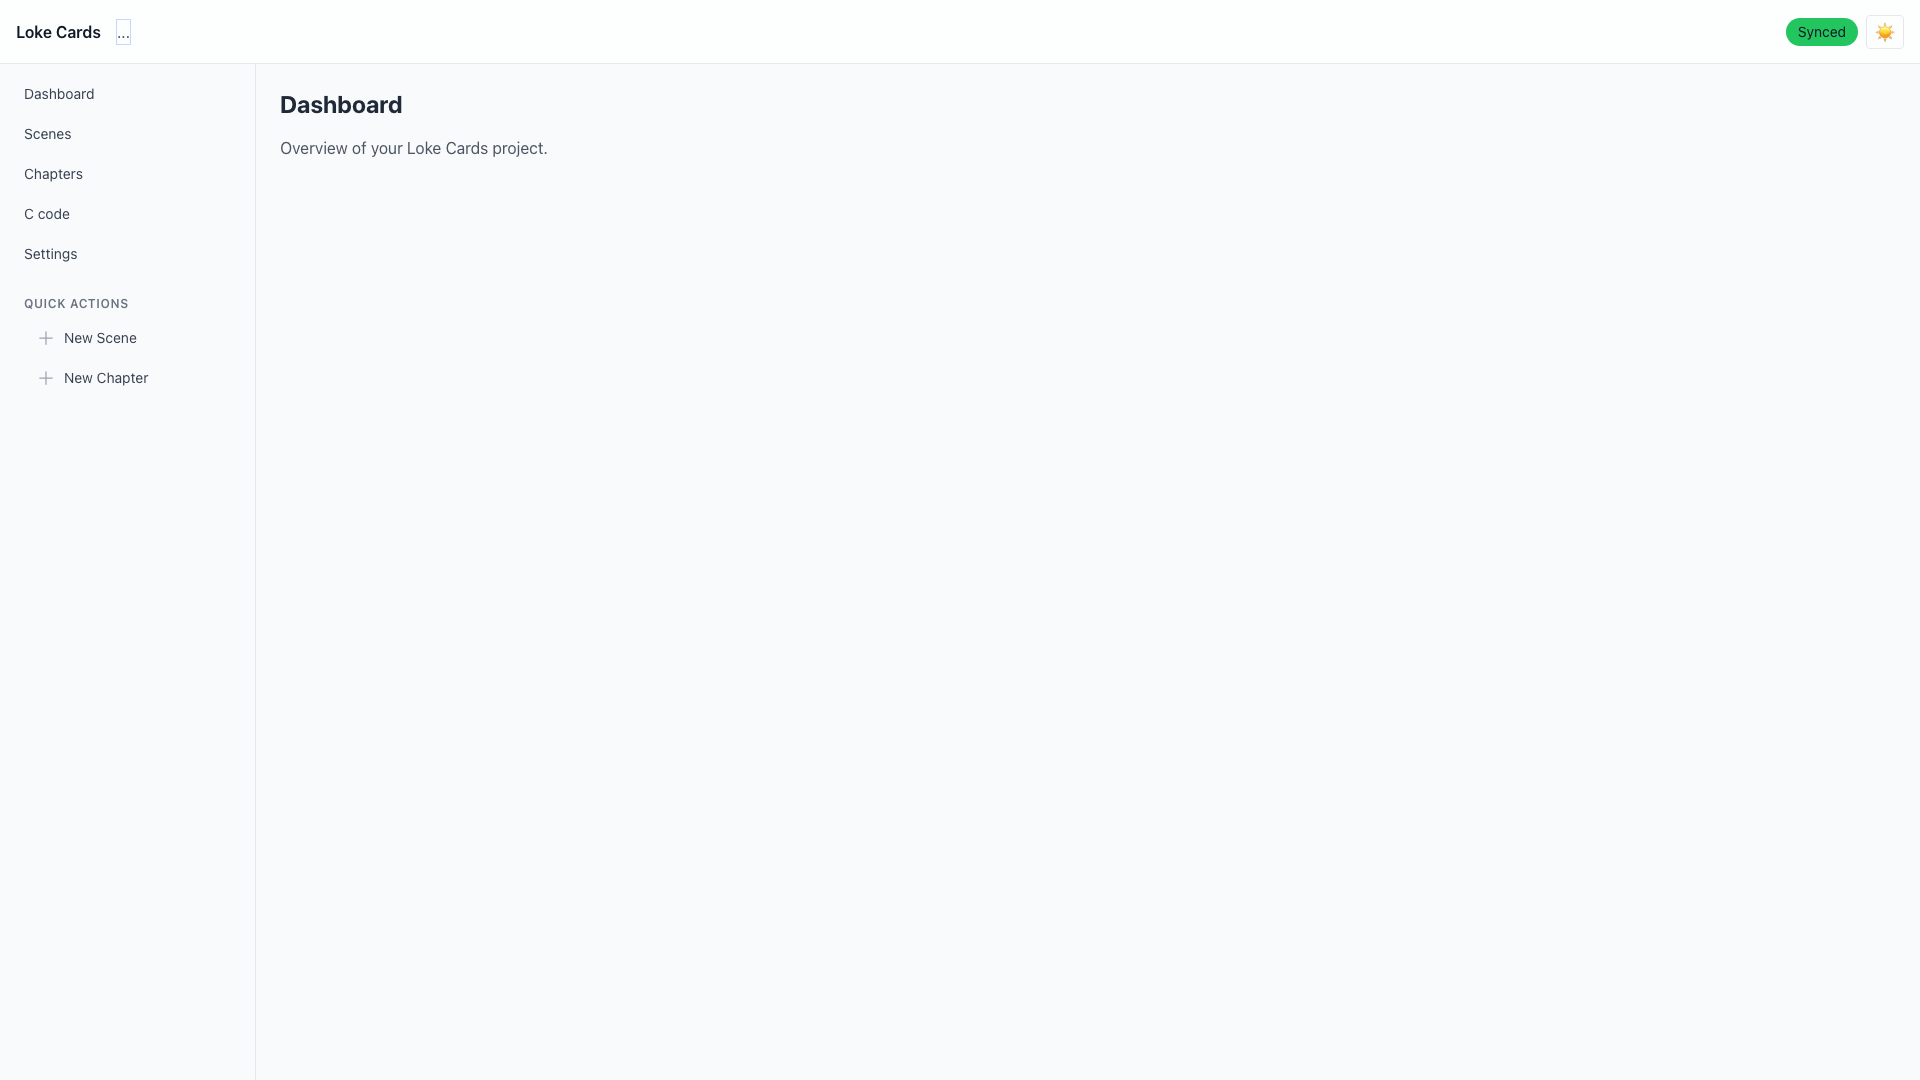 Loke Cards ...
Synced
Dashboard
Scenes
Chapters
C code
Settings
QUICK ACTIONS
New Scene
New Chapter
Dashboard
Overview of your Loke Cards project.